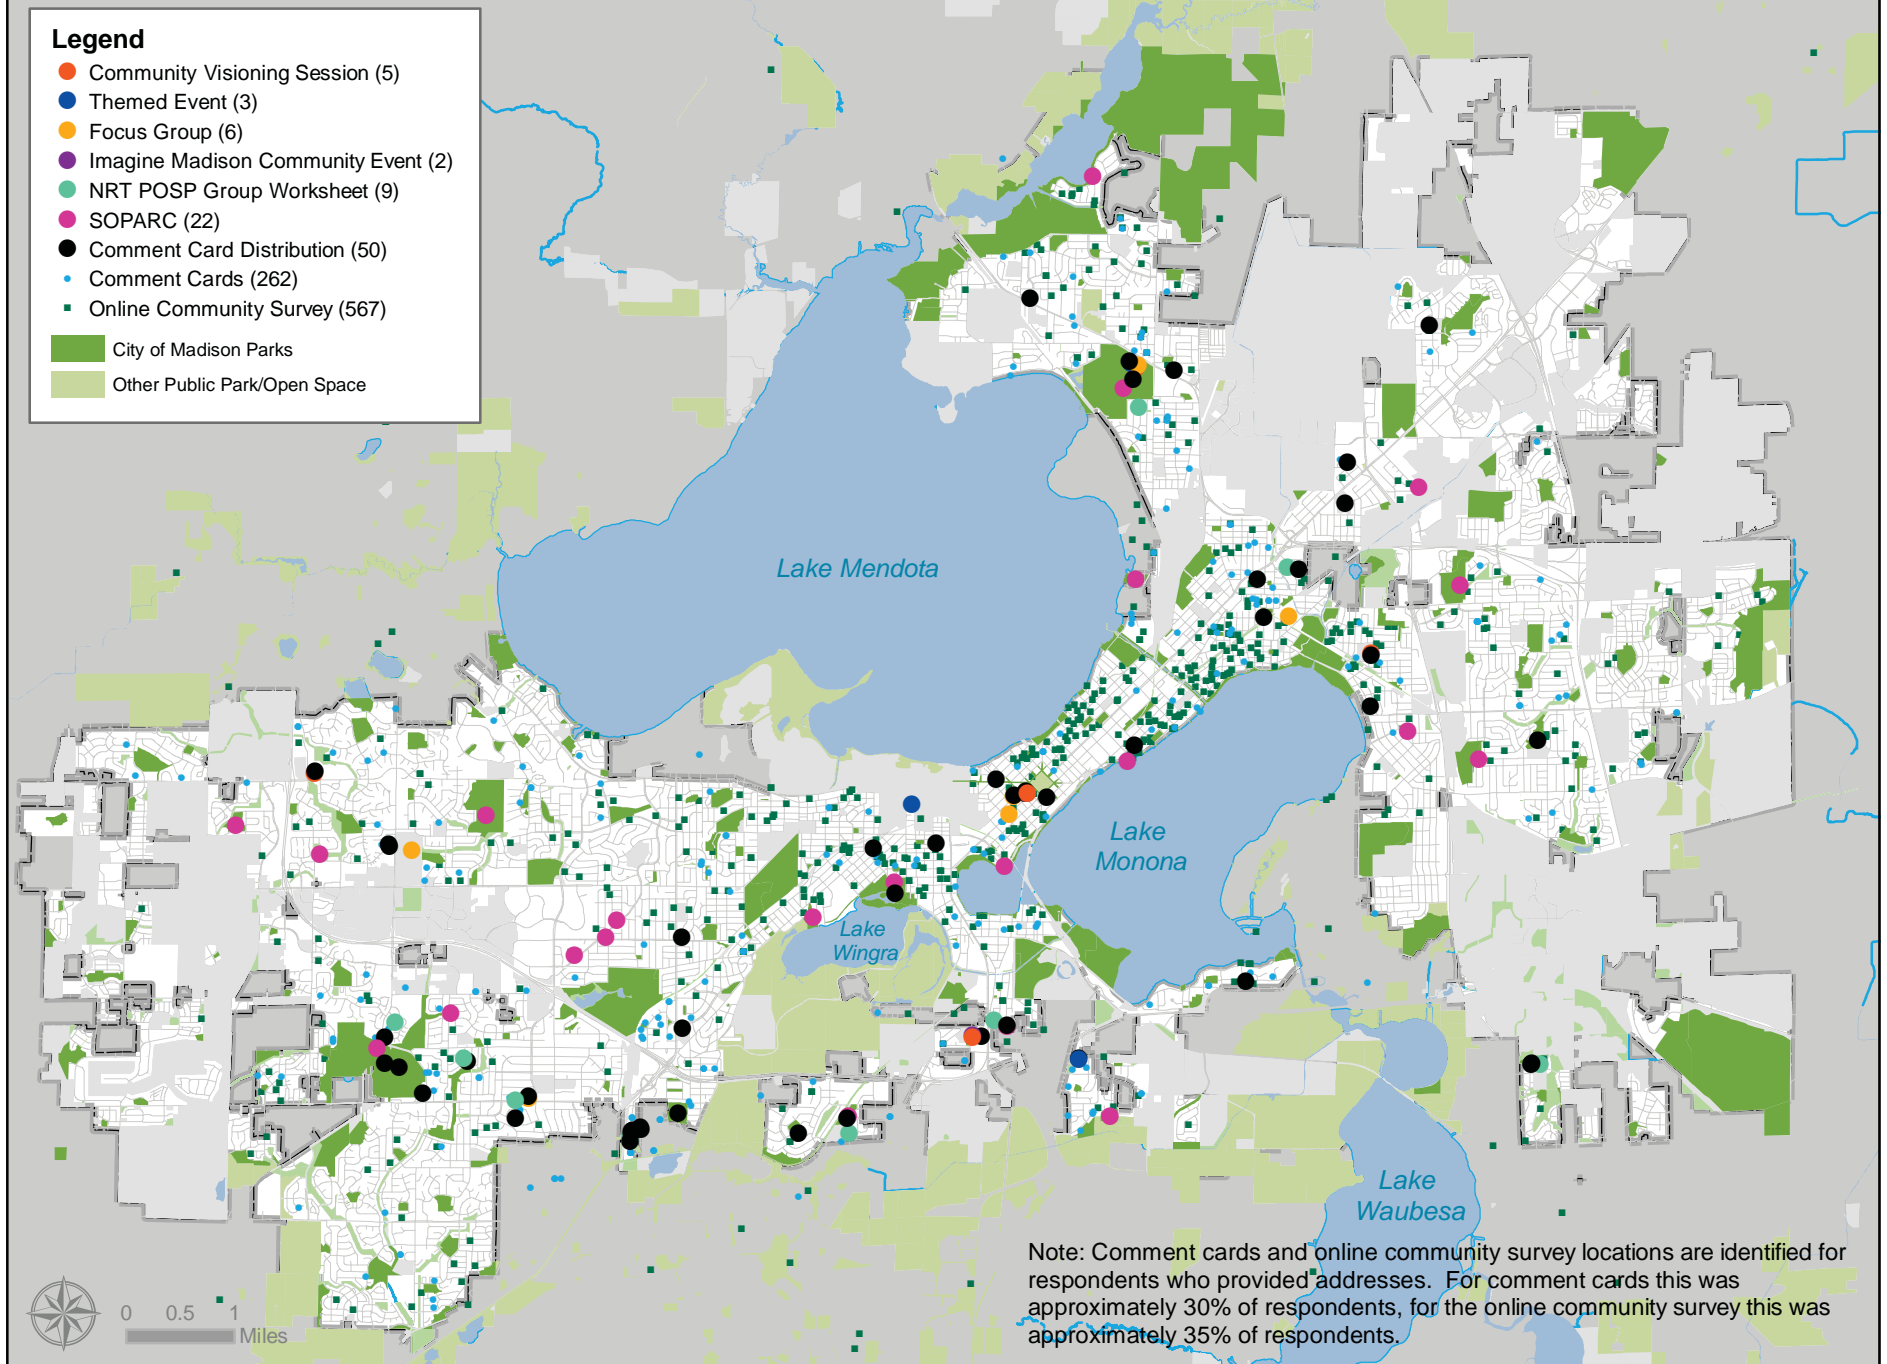 Legend
Community Visioning Session (5)
Themed Event (3)
Focus Group (6)
Imagine Madison Community Event (2)
NRT POSP Group Worksheet (9)
SOPARC (22)
Comment Card Distribution (50)
Comment Cards (262)
Online Community Survey (567)
City of Madison Parks
Other Public Park/Open Space
Lake Mendota
Lake
Monona
Lake
Wingra
Lake
Waubesa
Note: Comment cards and online community survey locations are identified for
respondents who provided addresses.  For comment cards this was
approximately 30% of respondents, for the online community survey this was
approximately 35% of respondents.
0 0.5 1
Miles